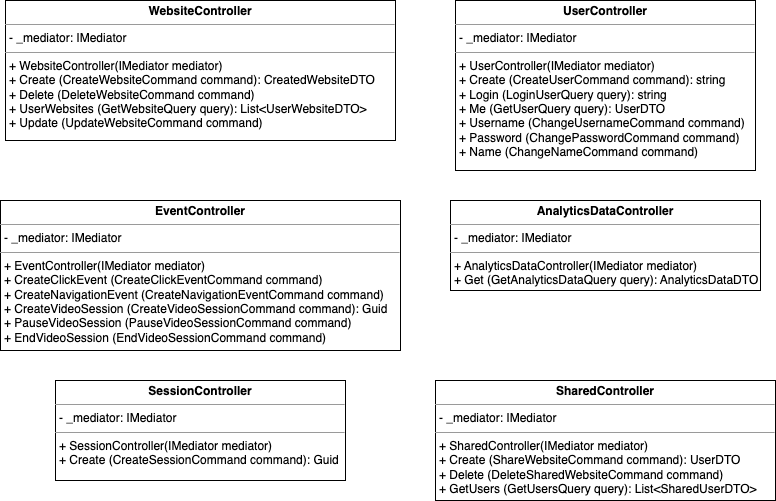 WebsiteController
- _mediator: IMediator
+ WebsiteController(IMediator mediator)
+ Create (CreateWebsiteCommand command): CreatedWebsiteDTO
+ Delete (DeleteWebsiteCommand command)
+ UserWebsites (GetWebsiteQuery query): List<UserWebsiteDTO>
+ Update (UpdateWebsiteCommand command)
UserController
- _mediator: IMediator
+ UserController(IMediator mediator)
+ Create (CreateUserCommand command): string
+ Login (LoginUserQuery query): string
+ Me (GetUserQuery query): UserDTO
+ Username (ChangeUsernameCommand command)
+ Password (ChangePasswordCommand command)
+ Name (ChangeNameCommand command)
EventController
- _mediator: IMediator
+ EventController(IMediator mediator)
+ CreateClickEvent (CreateClickEventCommand command)
+ CreateNavigationEvent (CreateNavigationEventCommand command)
+ CreateVideoSession (CreateVideoSessionCommand command): Guid
+ PauseVideoSession (PauseVideoSessionCommand command)
+ EndVideoSession (EndVideoSessionCommand command)
AnalyticsDataController
- _mediator: IMediator
+ AnalyticsDataController(IMediator mediator)
+ Get (GetAnalyticsDataQuery query): AnalyticsDataDTO
SessionController
- _mediator: IMediator
+ SessionController(IMediator mediator)
+ Create (CreateSessionCommand command): Guid
SharedController
- _mediator: IMediator
+ SharedController(IMediator mediator)
+ Create (ShareWebsiteCommand command): UserDTO
+ Delete (DeleteSharedWebsiteCommand command)
+ GetUsers (GetUsersQuery query): List<SharedUserDTO>